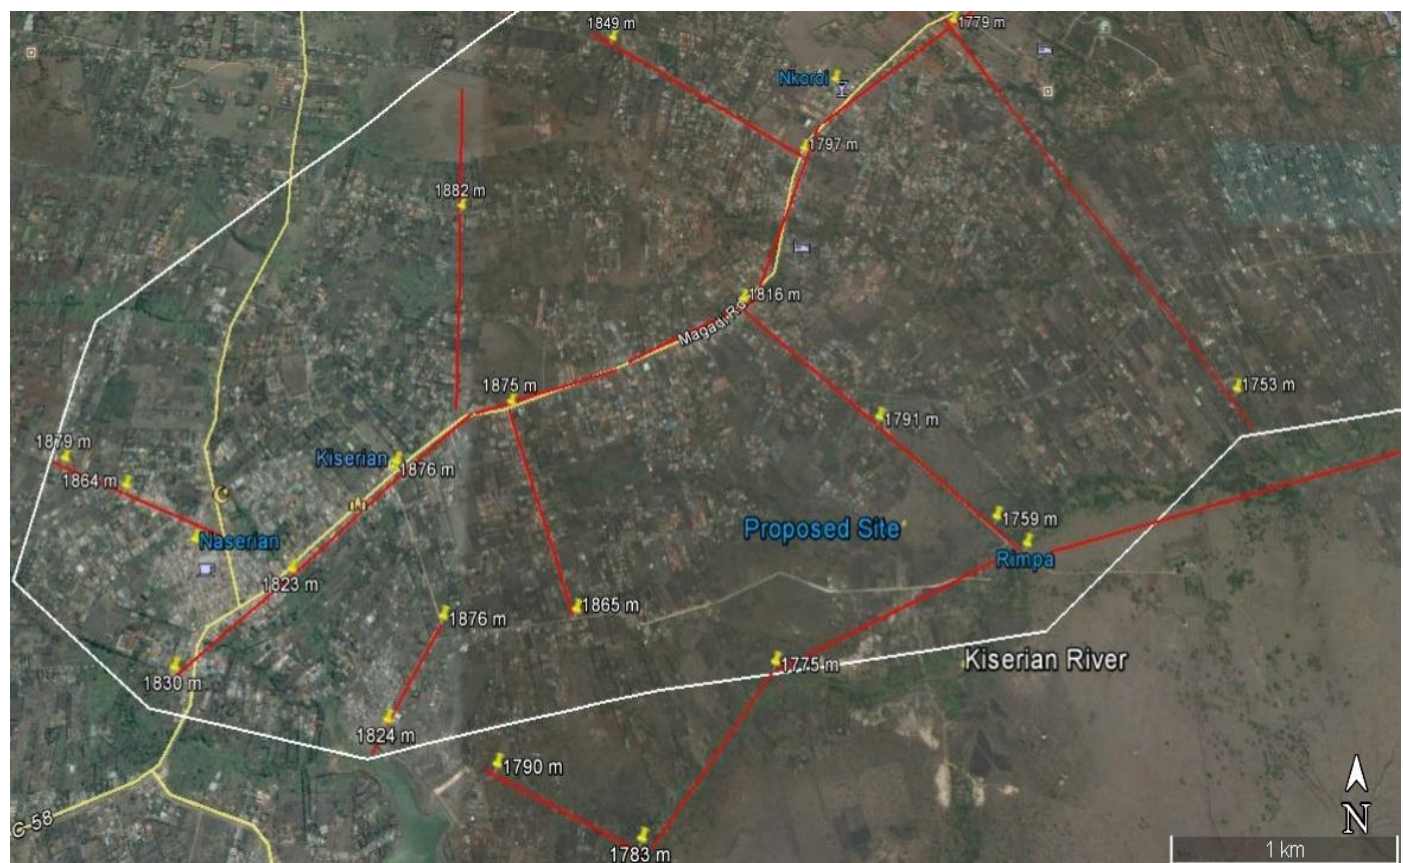 1849 m
1779 m
Nkoroi
1797 m
1882 m
1816 m
Magadi Rd
1875 m
1753 m
1791 m
1879 m
Kiserian
1876 m
1864 m
1759 m
Proposed Site
Naserian
Rimpa
1823 m
1865 m
1876 m
Kiserian River
1775 m
1830 m
1824 m
1790 m
C-58
1783 m
N
1 km